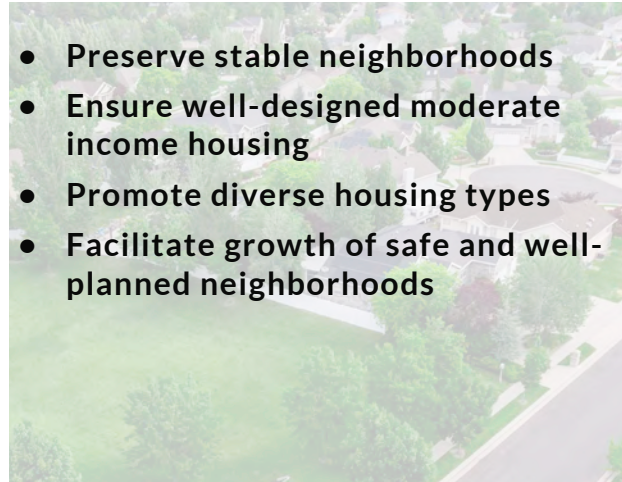 ● Preserve stable neighborhoods
● Ensure well-designed moderate
income housing
● Promote diverse housing types
● Facilitate growth of safe and well-
planned neighborhoods